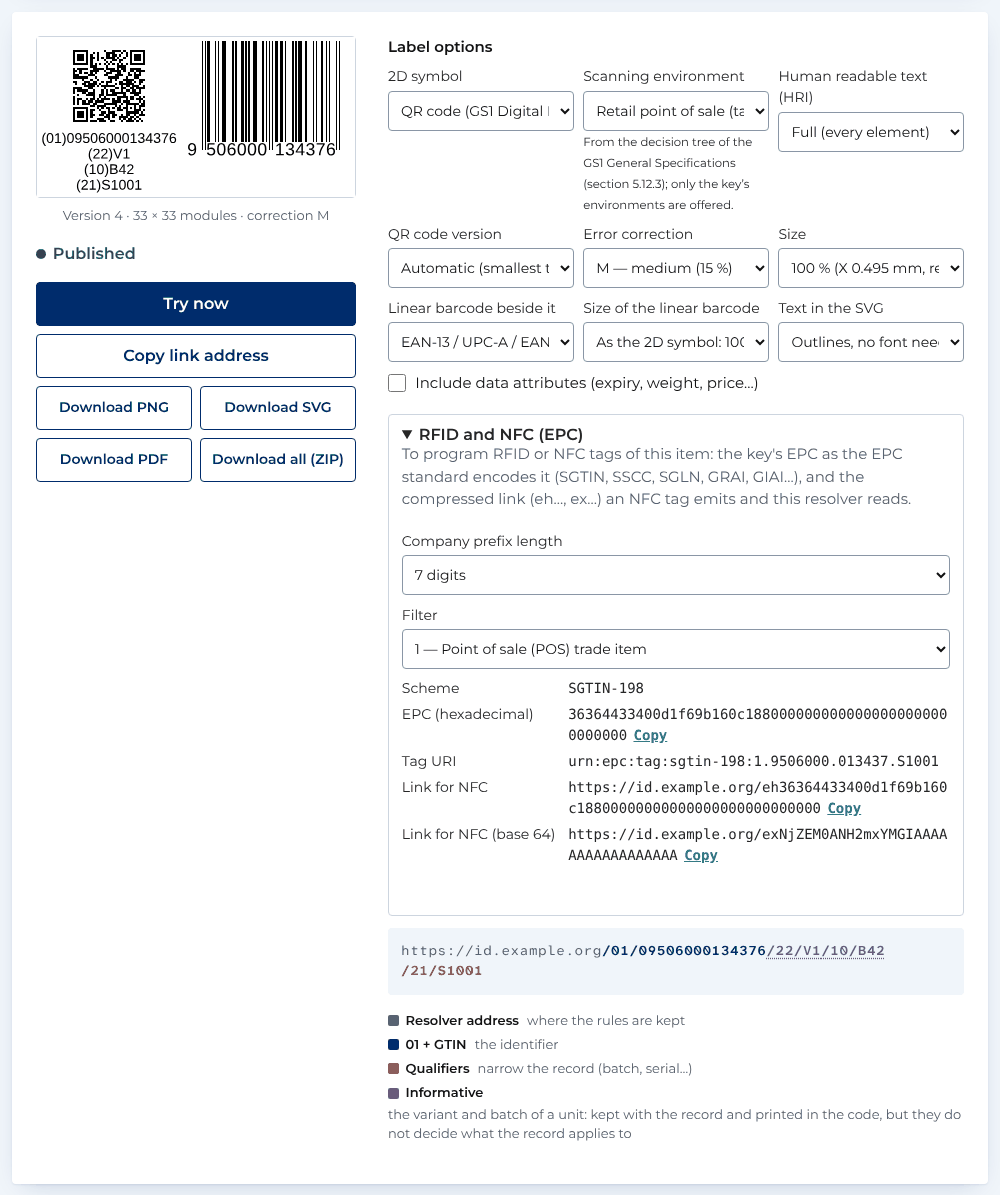 (01)09506000134376
(22)V1
(10)B42
(21)S1001
9 506000 134376
Version 4 · 33 × 33 modules · correction M
Published
Try now
Copy link address
Download PNG
Download SVG
Download PDF
Download all (ZIP)
Label options
2D symbol
QR code (GS1 Digital
Scanning environment
Retail point of sale (ta
From the decision tree of the
GS1 General Specifications
(section 5.12.3); only the key's
environments are offered.
Human readable text
(HRI)
Full (every element)
QR code version
Automatic (smallest t
Error correction
M — medium (15 %)
Size
100 % (X 0.495 mm, re
Linear barcode beside it
EAN-13 / UPC-A / EAN
Size of the linear barcode
As the 2D symbol: 100
Text in the SVG
Outlines, no font nee
Include data attributes (expiry, weight, price…)
▼ RFID and NFC (EPC)
To program RFID or NFC tags of this item: the key's EPC as the EPC
standard encodes it (SGTIN, SSCC, SGLN, GRAI, GIAI…), and the
compressed link (eh…, ex…) an NFC tag emits and this resolver reads.
Company prefix length
7 digits
Filter
1 — Point of sale (POS) trade item
Scheme SGTIN-198
EPC (hexadecimal) 36364433400d1f69b160c1880000000000000000000
0000000 Copy
Tag URI urn:epc:tag:sgtin-198:1.9506000.013437.S1001
Link for NFC https://id.example.org/eh36364433400d1f69b160
c18800000000000000000000000000 Copy
Link for NFC (base 64) https://id.example.org/exNjZEM0ANH2mxYMGIAAAA
AAAAAAAAAAAAA Copy
https://id.example.org/01/09506000134376/22/V1/10/B42
/21/S1001
Resolver address where the rules are kept
01 + GTIN the identifier
Qualifiers narrow the record (batch, serial…)
Informative
the variant and batch of a unit: kept with the record and printed in the code, but they do
not decide what the record applies to